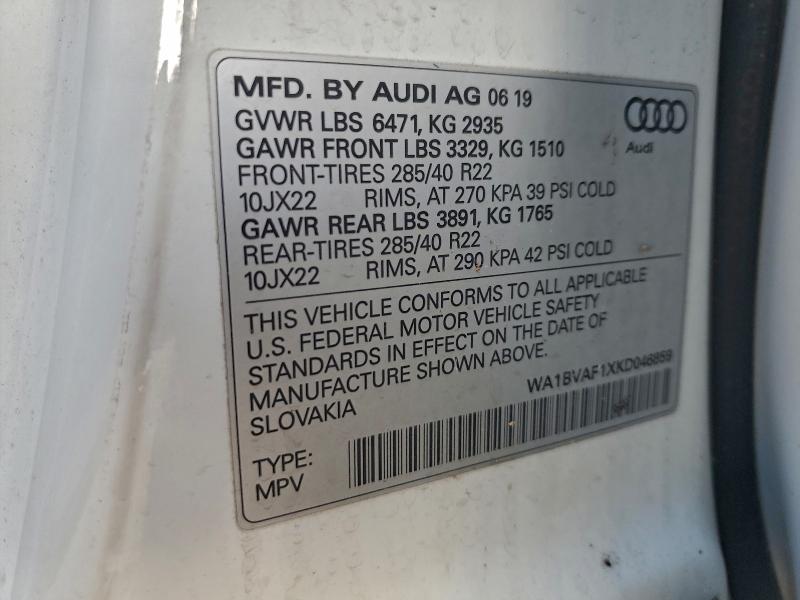 MFD. BY AUDI AG 06 19
GVWR LBS 6471, KG 2935
GAWR FRONT LBS 3329, KG 1510
FRONT-TIRES 285/40 R22
10JX22 RIMS, AT 270 KPA 39 PSI COLD
GAWR REAR LBS 3891, KG 1765
REAR-TIRES 285/40 R22
10JX22 RIMS, AT 290 KPA 42 PSI COLD
Audi
THIS VEHICLE CONFORMS TO ALL APPLICABLE
U.S. FEDERAL MOTOR VEHICLE SAFETY
STANDARDS IN EFFECT ON THE DATE OF
MANUFACTURE SHOWN ABOVE.
SLOVAKIA
WA1BVAF1XKD046859
TYPE:
MPV